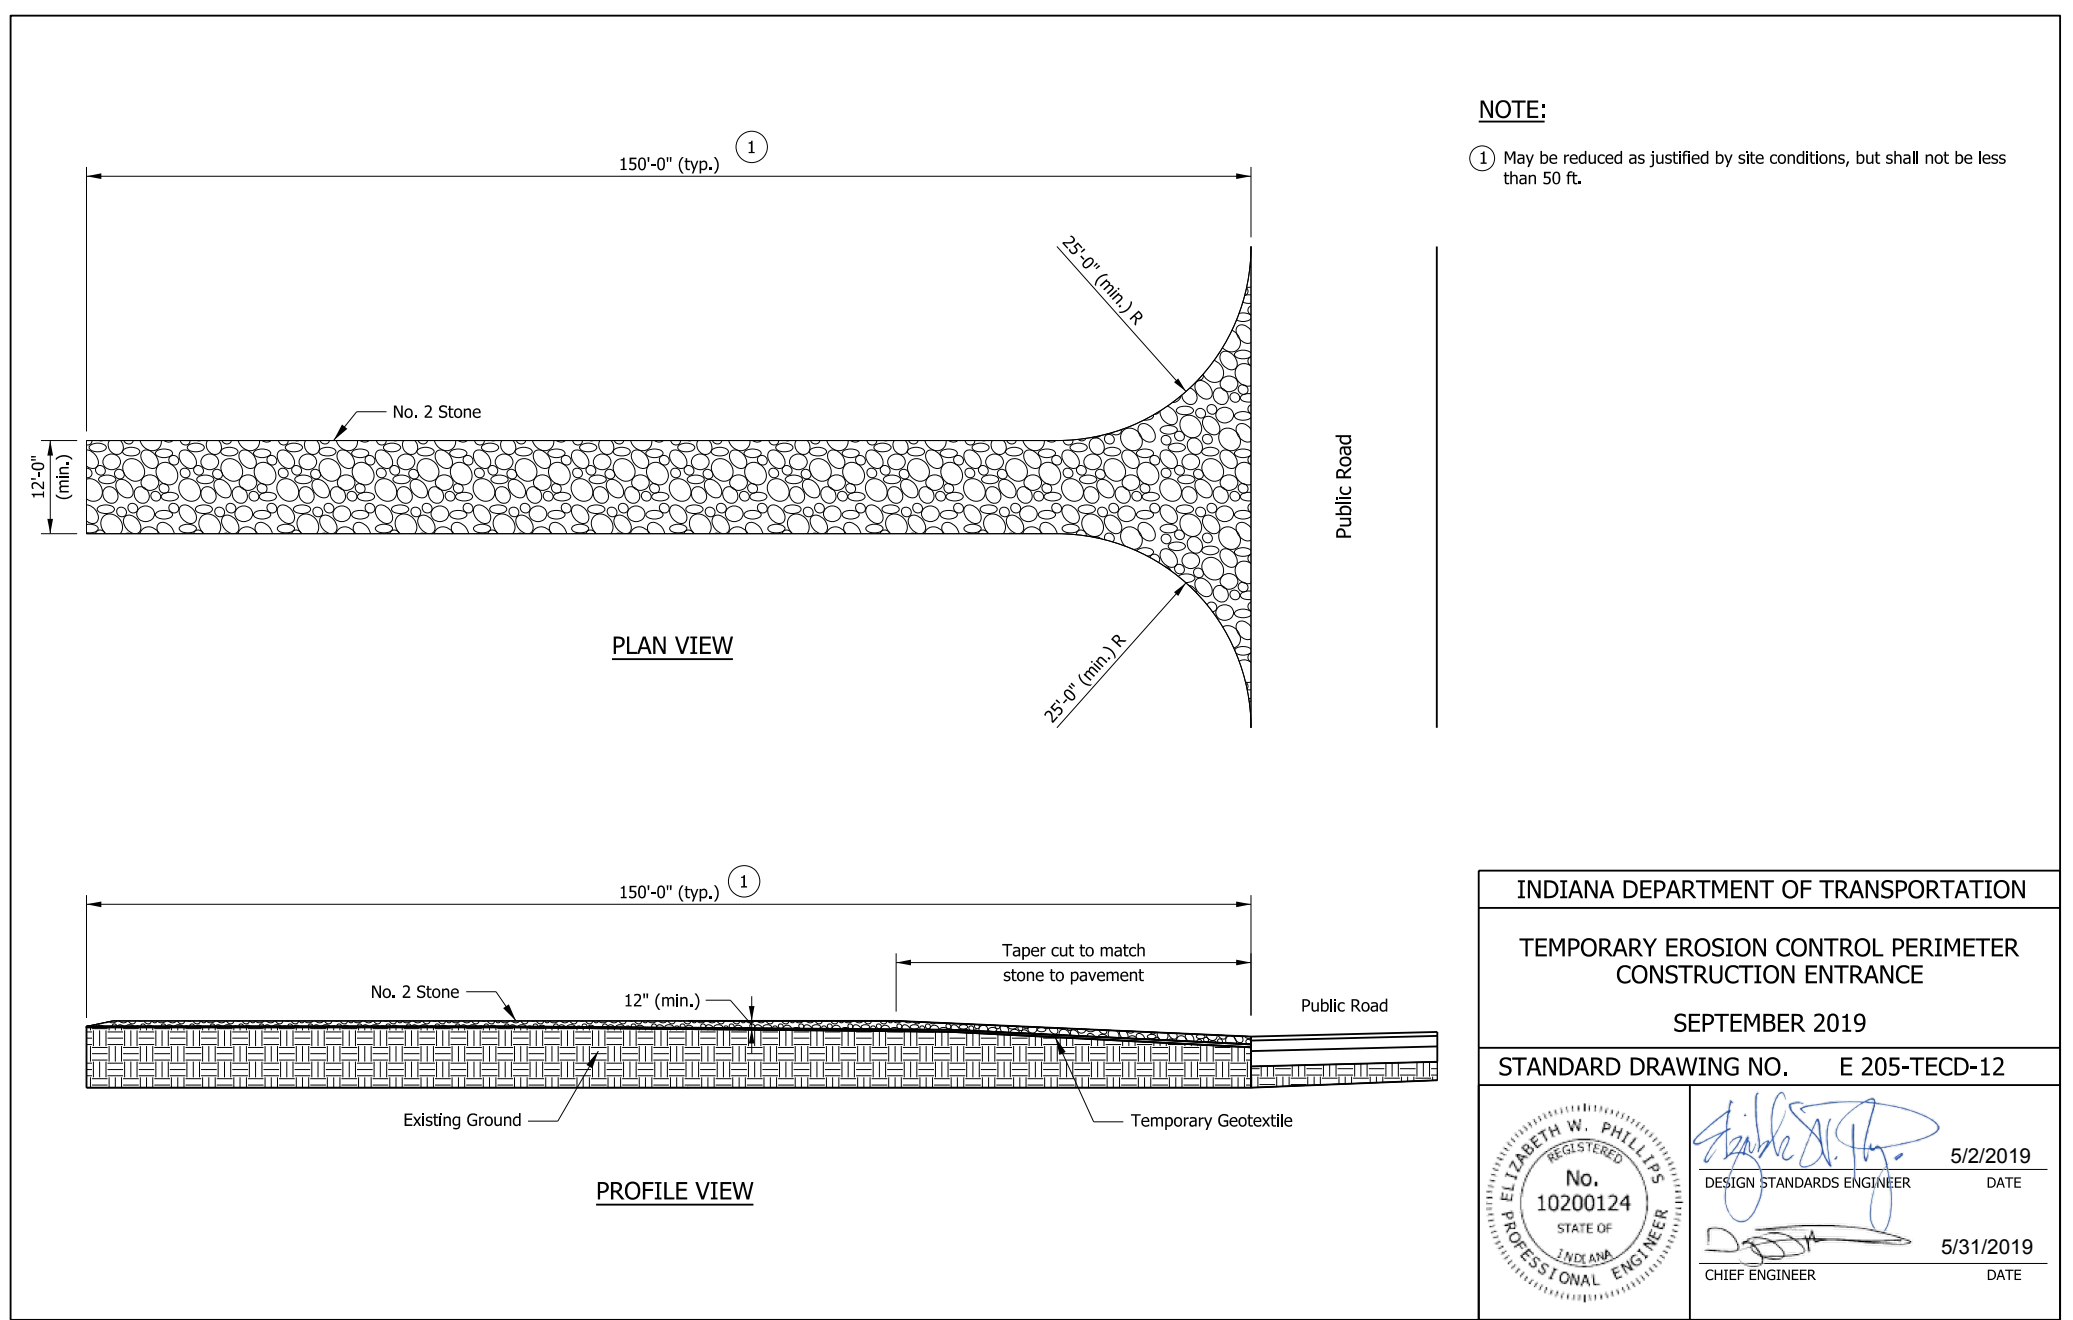 NOTE:
1 May be reduced as justified by site conditions, but shall not be less
than 50 ft.
150'-0" (typ.) 1
25'-0" (min.) R
No. 2 Stone
12'-0"
(min.)
Public Road
25'-0" (min.) R
PLAN VIEW
150'-0" (typ.) 1
Taper cut to match
stone to pavement
No. 2 Stone
12" (min.)
Public Road
Existing Ground
Temporary Geotextile
PROFILE VIEW
INDIANA DEPARTMENT OF TRANSPORTATION
TEMPORARY EROSION CONTROL PERIMETER
CONSTRUCTION ENTRANCE
SEPTEMBER 2019
STANDARD DRAWING NO. E 205-TECD-12
ELIZABETH W. PHILLIPS
REGISTERED
No.
10200124
STATE OF
INDIANA
PROFESSIONAL ENGINEER
5/2/2019
DESIGN STANDARDS ENGINEER DATE
5/31/2019
CHIEF ENGINEER DATE